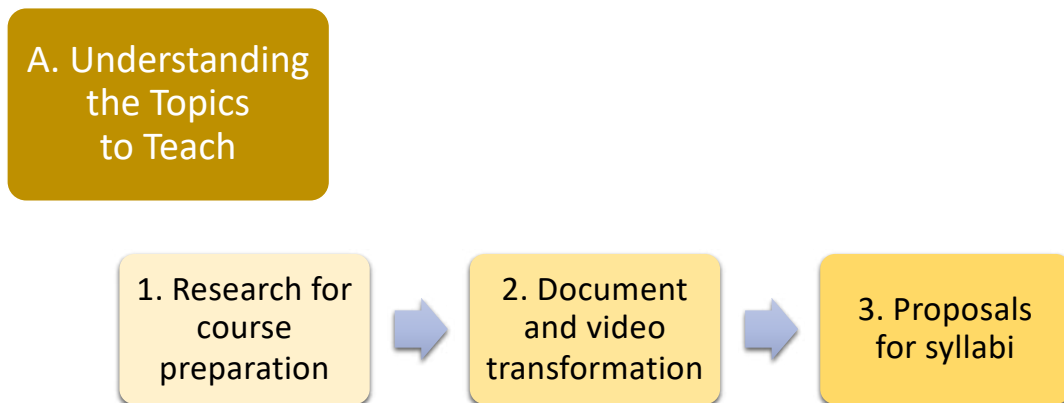 A. Understanding
the Topics
to Teach
1. Research for
course
preparation
2. Document
and video
transformation
3. Proposals
for syllabi